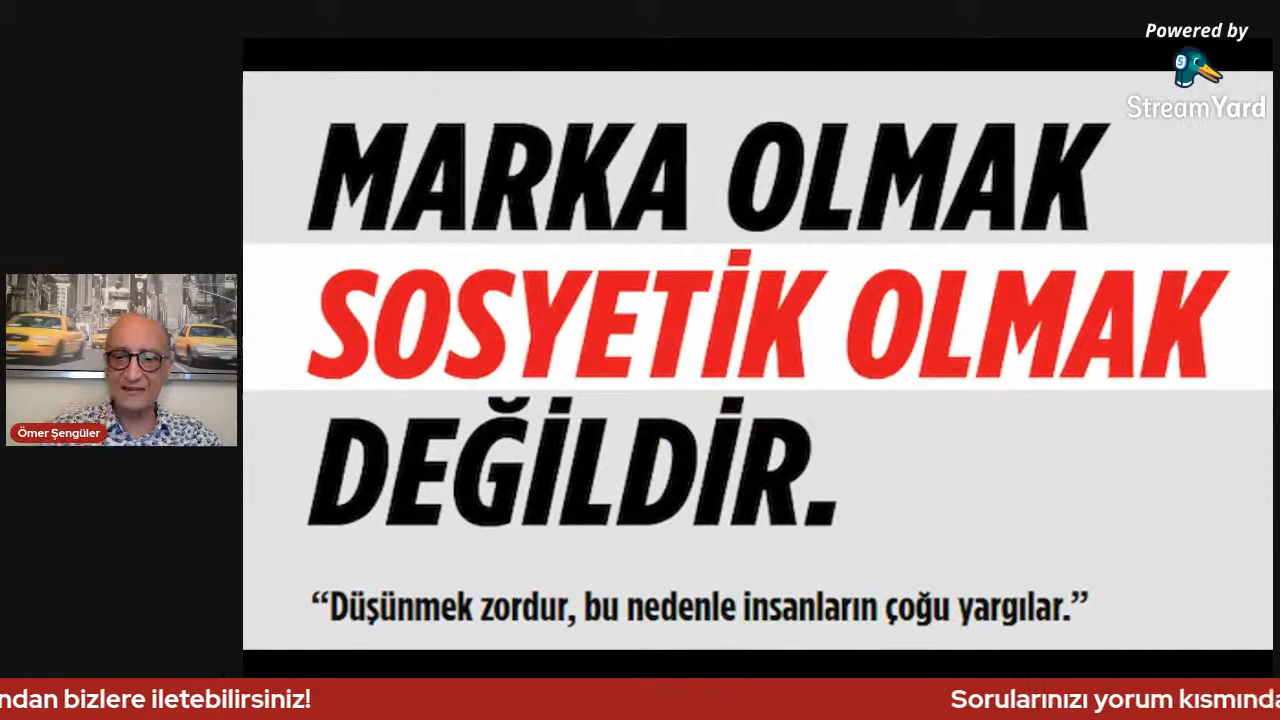 Powered by
StreamYard
MARKA OLMAK
SOSYETİK OLMAK
DEĞİLDİR.
“Düşünmek zordur, bu nedenle insanların çoğu yargılar.”
Ömer Şengüler
ndan bizlere iletebilirsiniz! Sorularınızı yorum kısmında